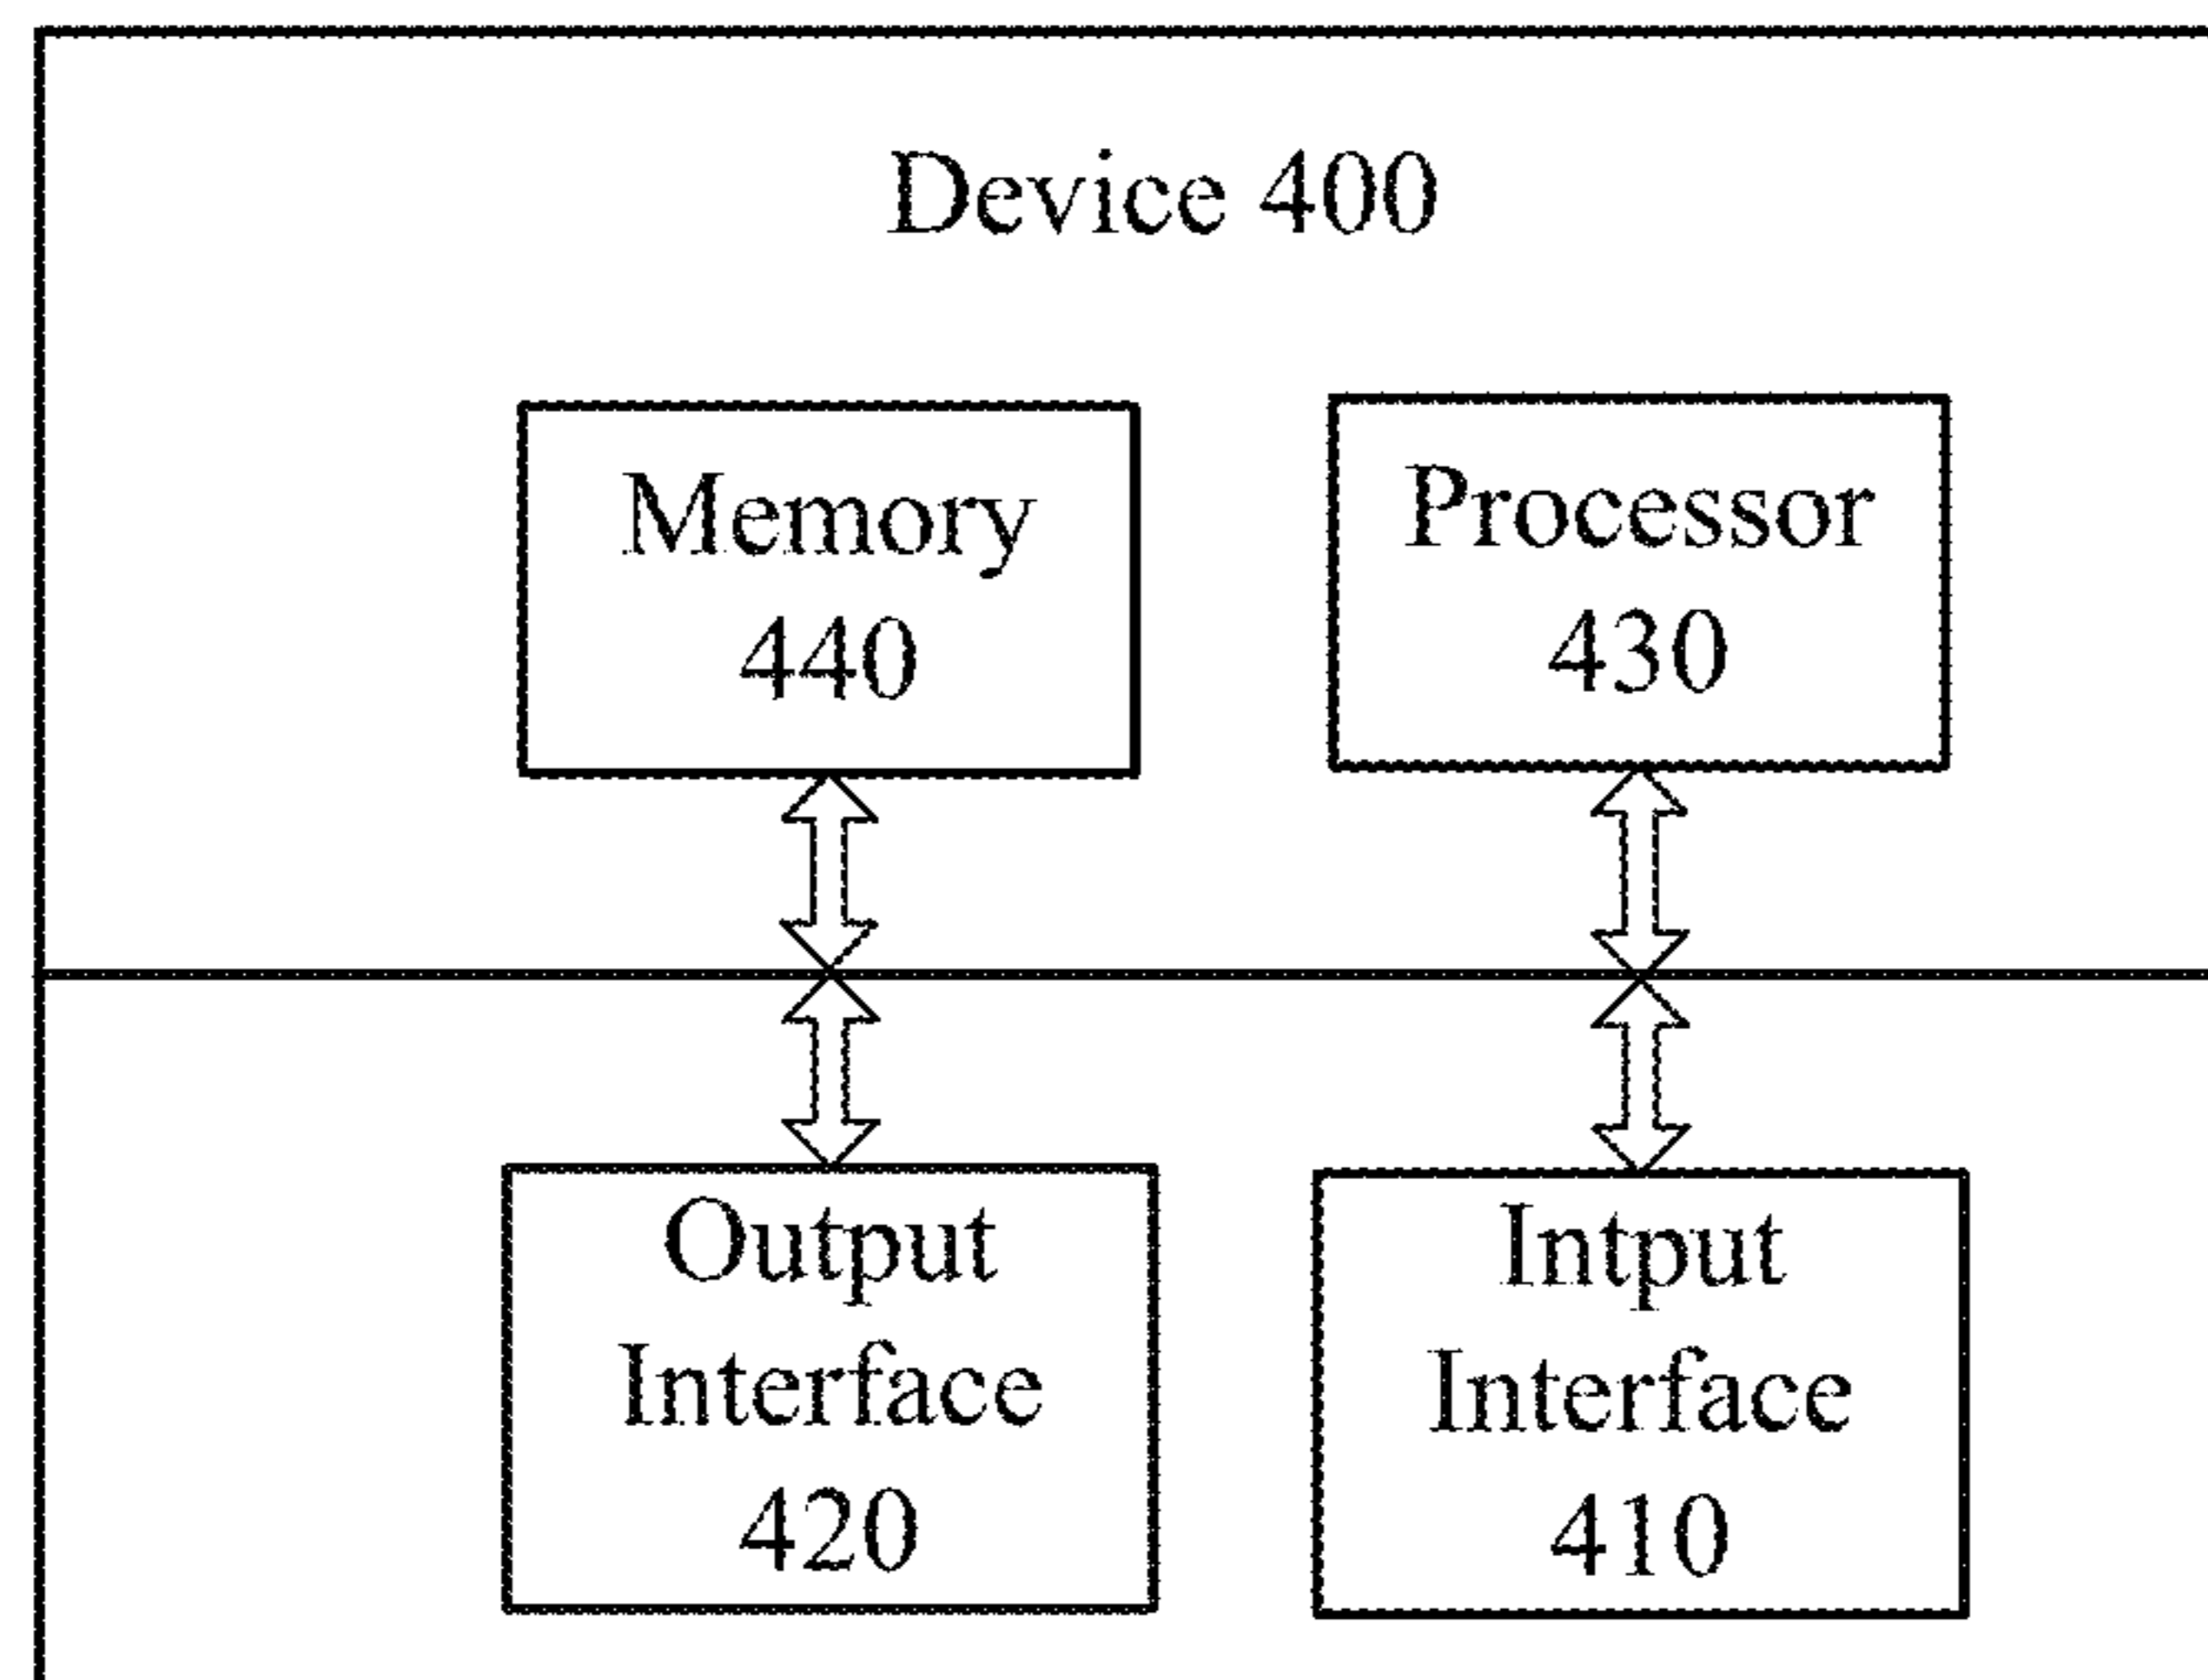 Device 400
Memory
440
Processor
430
Output
Interface
420
Intput
Interface
410